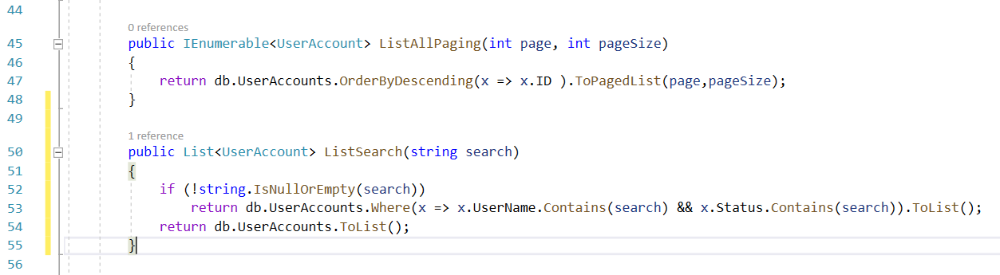 44
0 references
45 public IEnumerable<UserAccount> ListAllPaging(int page, int pageSize)
46 {
47 return db.UserAccounts.OrderByDescending(x => x.ID ).ToPagedList(page,pageSize);
48 }
49
1 reference
50 public List<UserAccount> ListSearch(string search)
51 {
52 if (!string.IsNullOrEmpty(search))
53 return db.UserAccounts.Where(x => x.UserName.Contains(search) && x.Status.Contains(search)).ToList();
54 return db.UserAccounts.ToList();
55 }
56